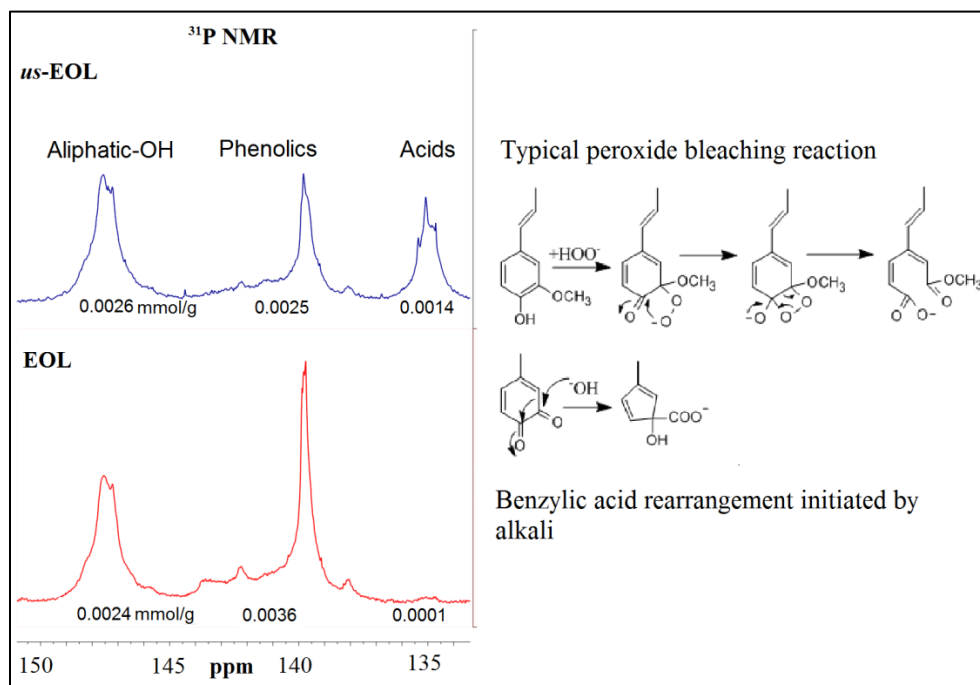 ³¹P NMR
us-EOL
Aliphatic-OH Phenolics Acids
0.0026 mmol/g 0.0025 0.0014
EOL
0.0024 mmol/g 0.0036 0.0001
150 145 ppm 140 135
Typical peroxide bleaching reaction
+HOO⁻
OCH₃
OH
OCH₃
O
O
⁻O
OCH₃
⁻O
O
O
OCH₃
O
O
O⁻
⁻OH
O
O
COO⁻
OH
Benzylic acid rearrangement initiated by
alkali